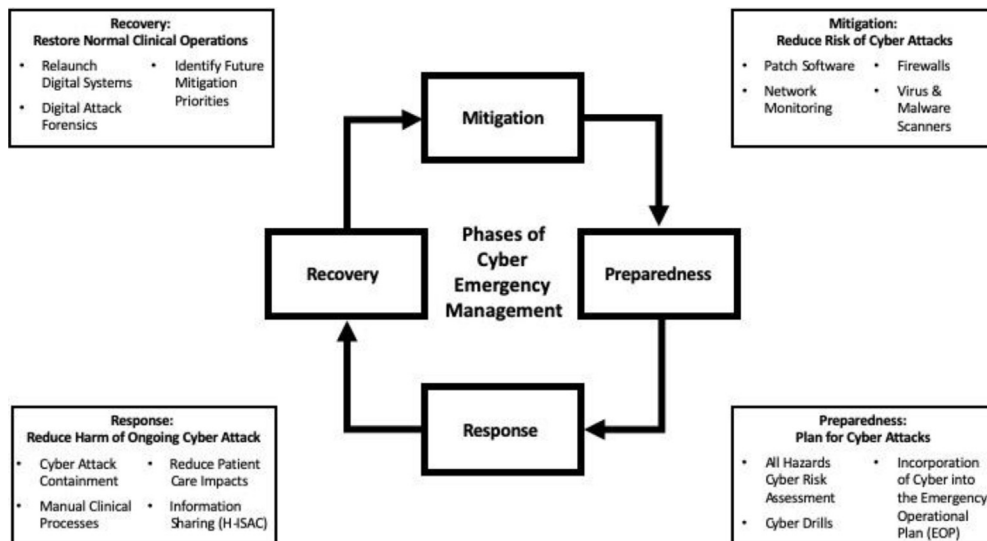 Recovery:
Restore Normal Clinical Operations
• Relaunch
Digital Systems
• Digital Attack
Forensics
• Identify Future
Mitigation
Priorities
Mitigation:
Reduce Risk of Cyber Attacks
• Patch Software
• Network
Monitoring
• Firewalls
• Virus &
Malware
Scanners
Mitigation
Recovery
Phases of
Cyber
Emergency
Management
Preparedness
Response
Response:
Reduce Harm of Ongoing Cyber Attack
• Cyber Attack
Containment
• Manual Clinical
Processes
• Reduce Patient
Care Impacts
• Information
Sharing (H-ISAC)
Preparedness:
Plan for Cyber Attacks
• All Hazards
Cyber Risk
Assessment
• Cyber Drills
• Incorporation
of Cyber into
the Emergency
Operational
Plan (EOP)